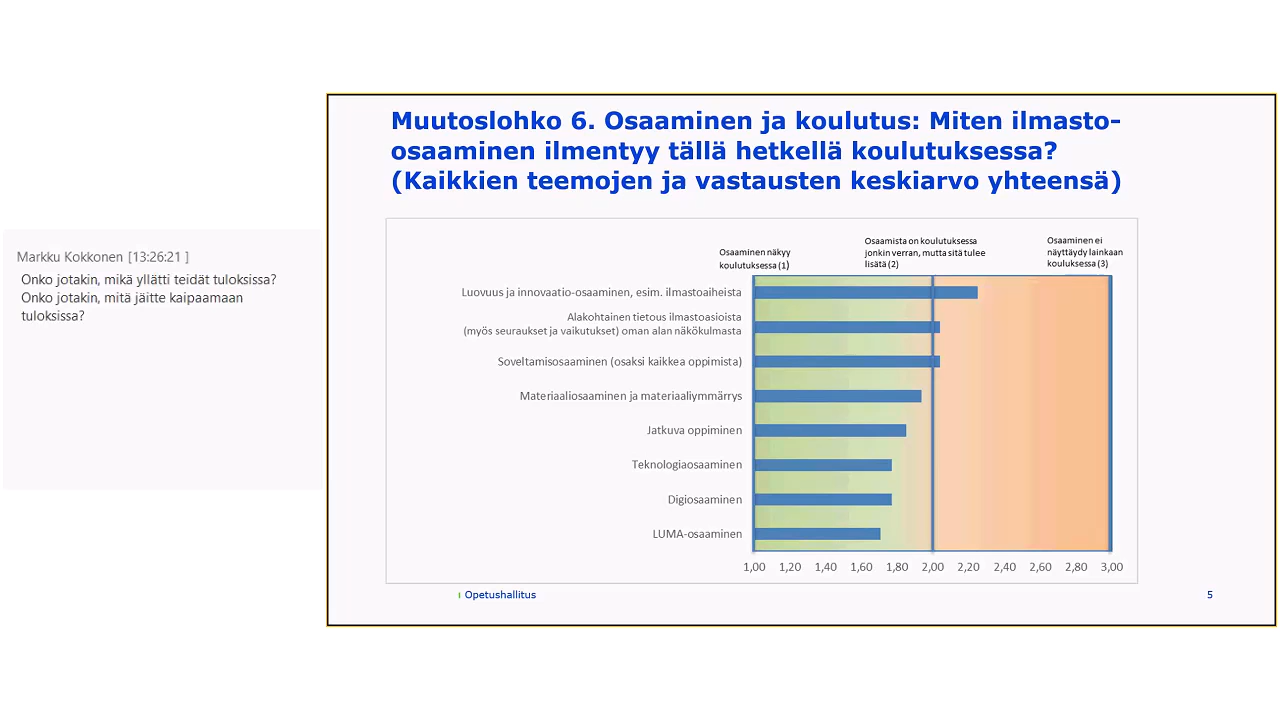 Markku Kokkonen [13:26:21 ]
Onko jotakin, mikä yllätti teidät tuloksissa?
Onko jotakin, mitä jäitte kaipaamaan
tuloksissa?
Muutoslohko 6. Osaaminen ja koulutus: Miten ilmasto-
osaaminen ilmentyy tällä hetkellä koulutuksessa?
(Kaikkien teemojen ja vastausten keskiarvo yhteensä)
Osaaminen näkyy
koulutuksessa (1)
Osaamista on koulutuksessa
jonkin verran, mutta sitä tulee
lisätä (2)
Osaaminen ei
näyttäydy lainkaan
kouluksessa (3)
Luovuus ja innovaatio-osaaminen, esim. ilmastoaiheista
Alakohtainen tietous ilmastoasioista
(myös seuraukset ja vaikutukset) oman alan näkökulmasta
Soveltamisosaaminen (osaksi kaikkea oppimista)
Materiaaliosaaminen ja materiaaliymmärrys
Jatkuva oppiminen
Teknologiaosaaminen
Digiosaaminen
LUMA-osaaminen
1,00 1,20 1,40 1,60 1,80 2,00 2,20 2,40 2,60 2,80 3,00
Opetushallitus
5